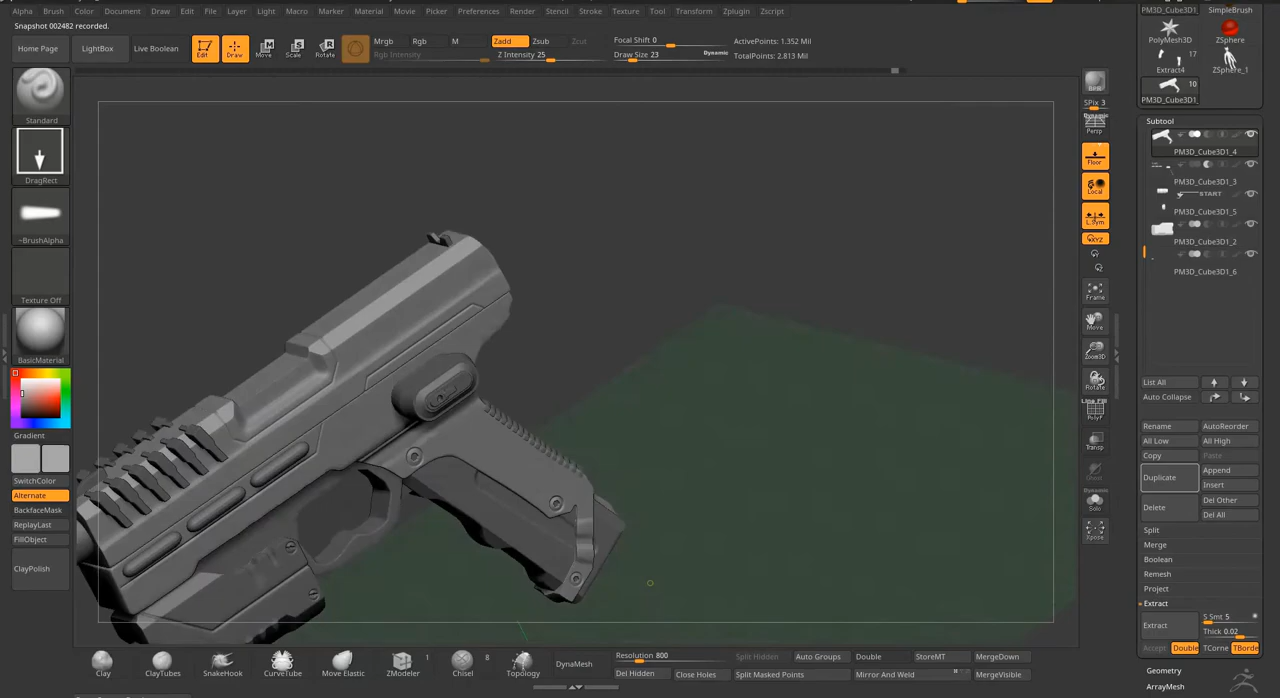 Alpha Brush Color Document Draw Edit File Layer Light Macro Marker Material Movie Picker Preferences Render Stencil Stroke Texture Tool Transform Zplugin Zscript
Snapshot 002482 recorded.
Home Page LightBox Live Boolean Edit Draw Move Scale Rotate Mrgb Rgb M Zadd Zsub Zcut Focal Shift 0 ActivePoints: 1.352 Mil
Rgb Intensity Z Intensity 25 Draw Size 23 Dynamic TotalPoints: 2.813 Mil
Standard
DragRect
~BrushAlpha
Texture Off
BasicMaterial
Gradient
SwitchColor
Alternate
BackfaceMask
ReplayLast
FillObject
ClayPolish
SPix 3
Dynamic
Persp
Floor
Local
L.Sym
Frame
Move
Zoom3D
Rotate
Line Fill
PolyF
Transp
Ghost
Dynamic
Solo
Xpose
PM3D_Cube3D1_ SimpleBrush
PolyMesh3D ZSphere
17
Extract4 ZSphere_1
10
PM3D_Cube3D1_
Subtool
PM3D_Cube3D1_4
PM3D_Cube3D1_3
START
PM3D_Cube3D1_5
PM3D_Cube3D1_2
PM3D_Cube3D1_6
List All
Auto Collapse
Rename AutoReorder
All Low All High
Copy Paste
Duplicate Append
Insert
Delete Del Other
Del All
Split
Merge
Boolean
Remesh
Project
Extract
Extract S Smt 5
Thick 0.02
Accept Double TCorne TBorde
Geometry
ArrayMesh
Clay ClayTubes SnakeHook CurveTube Move Elastic ZModeler 1 Chisel 8 Topology DynaMesh
Resolution 800 Split Hidden Auto Groups Double StoreMT MergeDown
Del Hidden Close Holes Split Masked Points Mirror And Weld MergeVisible